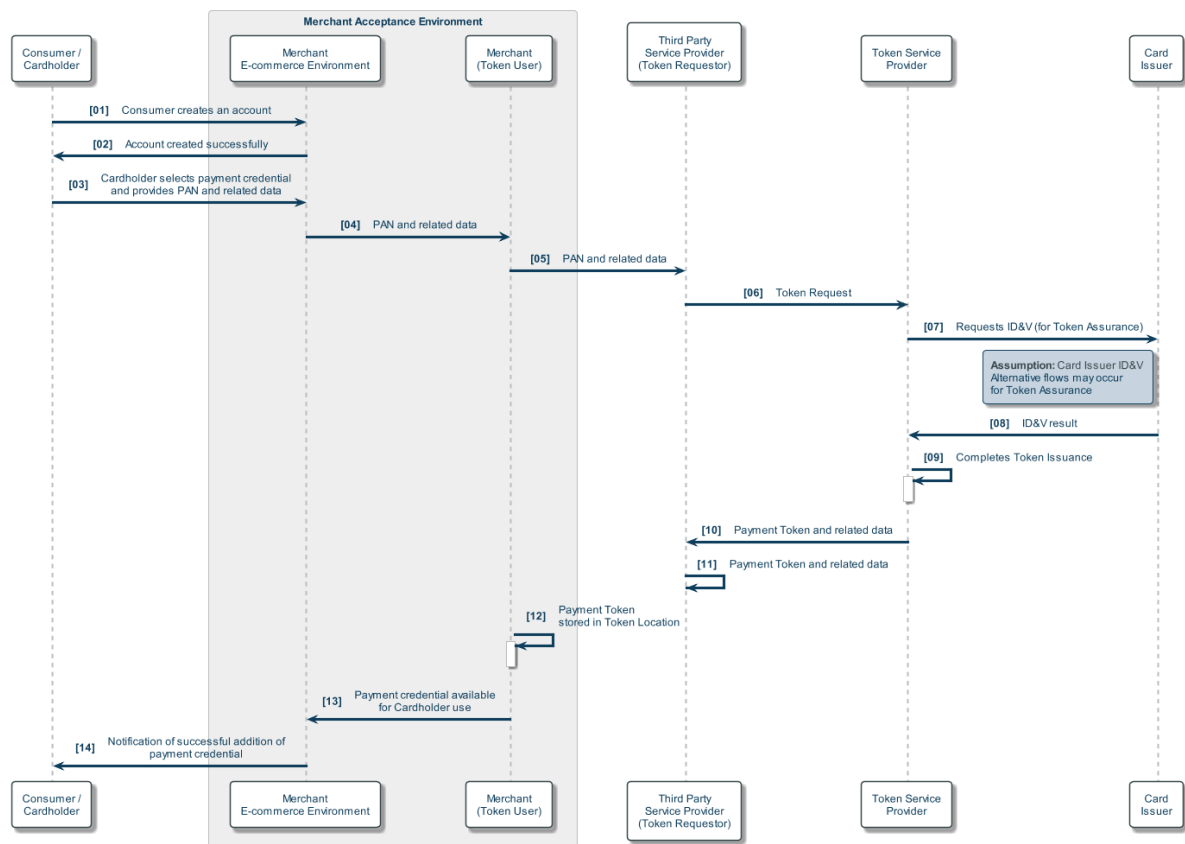 Merchant Acceptance Environment
Consumer /
Cardholder
Merchant
E-commerce Environment
Merchant
(Token User)
Third Party
Service Provider
(Token Requestor)
Token Service
Provider
Card
Issuer
[01] Consumer creates an account
[02] Account created successfully
[03] Cardholder selects payment credential
and provides PAN and related data
[04] PAN and related data
[05] PAN and related data
[06] Token Request
[07] Requests ID&V (for Token Assurance)
Assumption: Card Issuer ID&V
Alternative flows may occur
for Token Assurance
[08] ID&V result
[09] Completes Token Issuance
[10] Payment Token and related data
[11] Payment Token and related data
[12] Payment Token
stored in Token Location
[13] Payment credential available
for Cardholder use
[14] Notification of successful addition of
payment credential
Consumer /
Cardholder
Merchant
E-commerce Environment
Merchant
(Token User)
Third Party
Service Provider
(Token Requestor)
Token Service
Provider
Card
Issuer